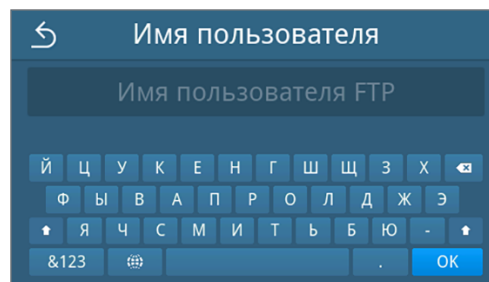 Имя пользователя
Имя пользователя FTP
Й Ц У К Е Н Г Ш Щ З Х
Ф Ы В А П Р О Л Д Ж Э
Я Ч С М И Т Ь Б Ю -
&123 . OK